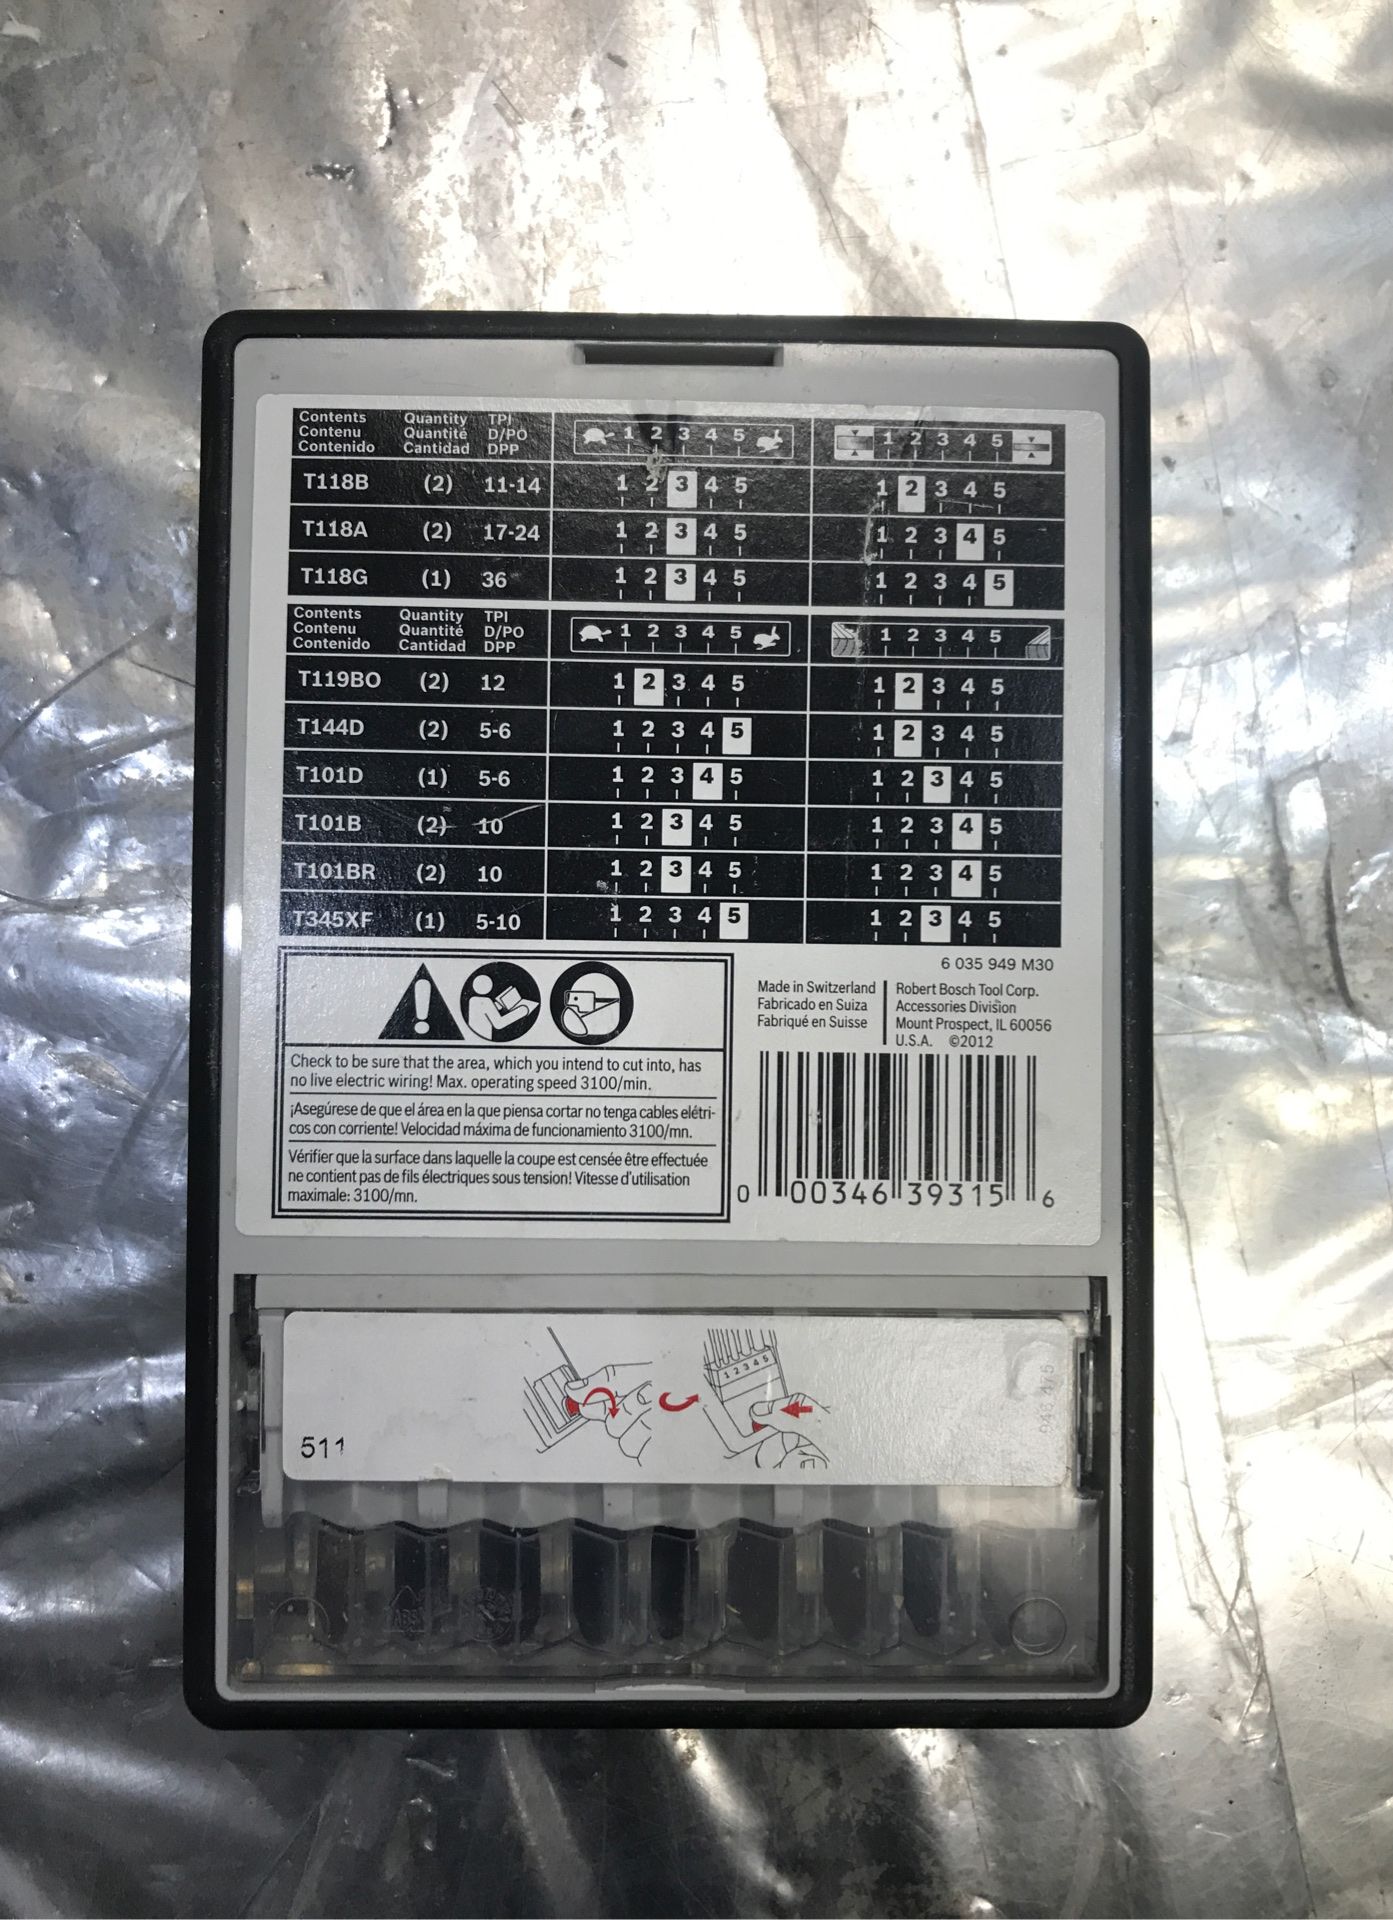 Contents Quantity TPI
Contenu Quantité D/PO 1 2 3 4 5 1 2 3 4 5
Contenido Cantidad DPP
T118B (2) 11-14 1 2 3 4 5 1 2 3 4 5
T118A (2) 17-24 1 2 3 4 5 1 2 3 4 5
T118G (1) 36 1 2 3 4 5 1 2 3 4 5
Contents Quantity TPI
Contenu Quantité D/PO 1 2 3 4 5 1 2 3 4 5
Contenido Cantidad DPP
T119BO (2) 12 1 2 3 4 5 1 2 3 4 5
T144D (2) 5-6 1 2 3 4 5 1 2 3 4 5
T101D (1) 5-6 1 2 3 4 5 1 2 3 4 5
T101B (2) 10 1 2 3 4 5 1 2 3 4 5
T101BR (2) 10 1 2 3 4 5 1 2 3 4 5
T345XF (1) 5-10 1 2 3 4 5 1 2 3 4 5
6 035 949 M30
Made in Switzerland
Fabricado en Suiza
Fabriqué en Suisse
Robert Bosch Tool Corp.
Accessories Division
Mount Prospect, IL 60056
U.S.A. ©2012
Check to be sure that the area, which you intend to cut into, has
no live electric wiring! Max. operating speed 3100/min.
¡Asegúrese de que el área en la que piensa cortar no tenga cables elétri-
cos con corriente! Velocidad máxima de funcionamiento 3100/mn.
Vérifier que la surface dans laquelle la coupe est censée être effectuée
ne contient pas de fils électriques sous tension! Vitesse d'utilisation
maximale: 3100/mn.
0 00346 39315 6
1 2 3 4 5
511